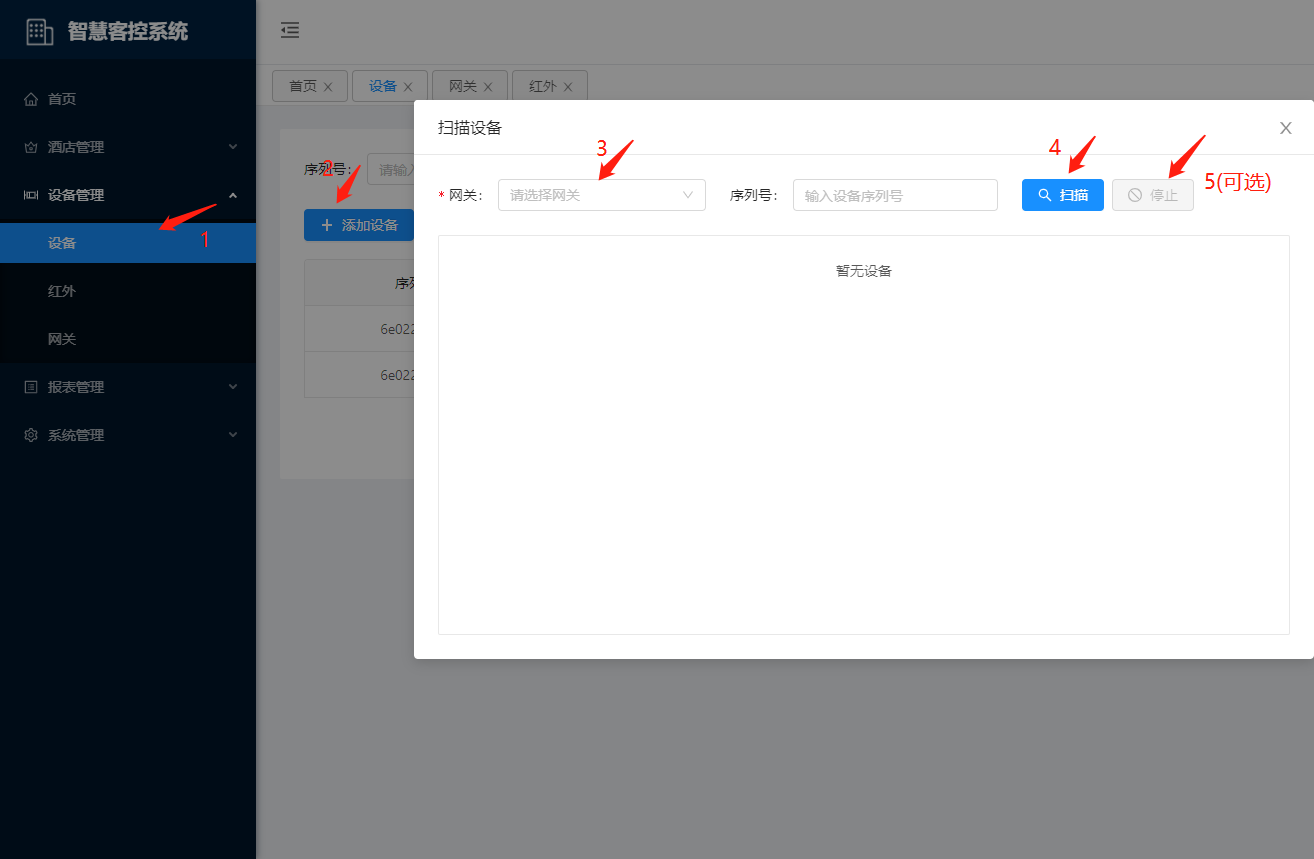 智慧客控系统
首页
酒店管理
设备管理
设备
红外
网关
报表管理
系统管理
首页 设备 网关 红外
序列号: 请输入
添加设备
序列
6e022
6e022
扫描设备
* 网关: 请选择网关 序列号: 输入设备序列号 扫描 停止
暂无设备
1
2
3
4
5(可选)